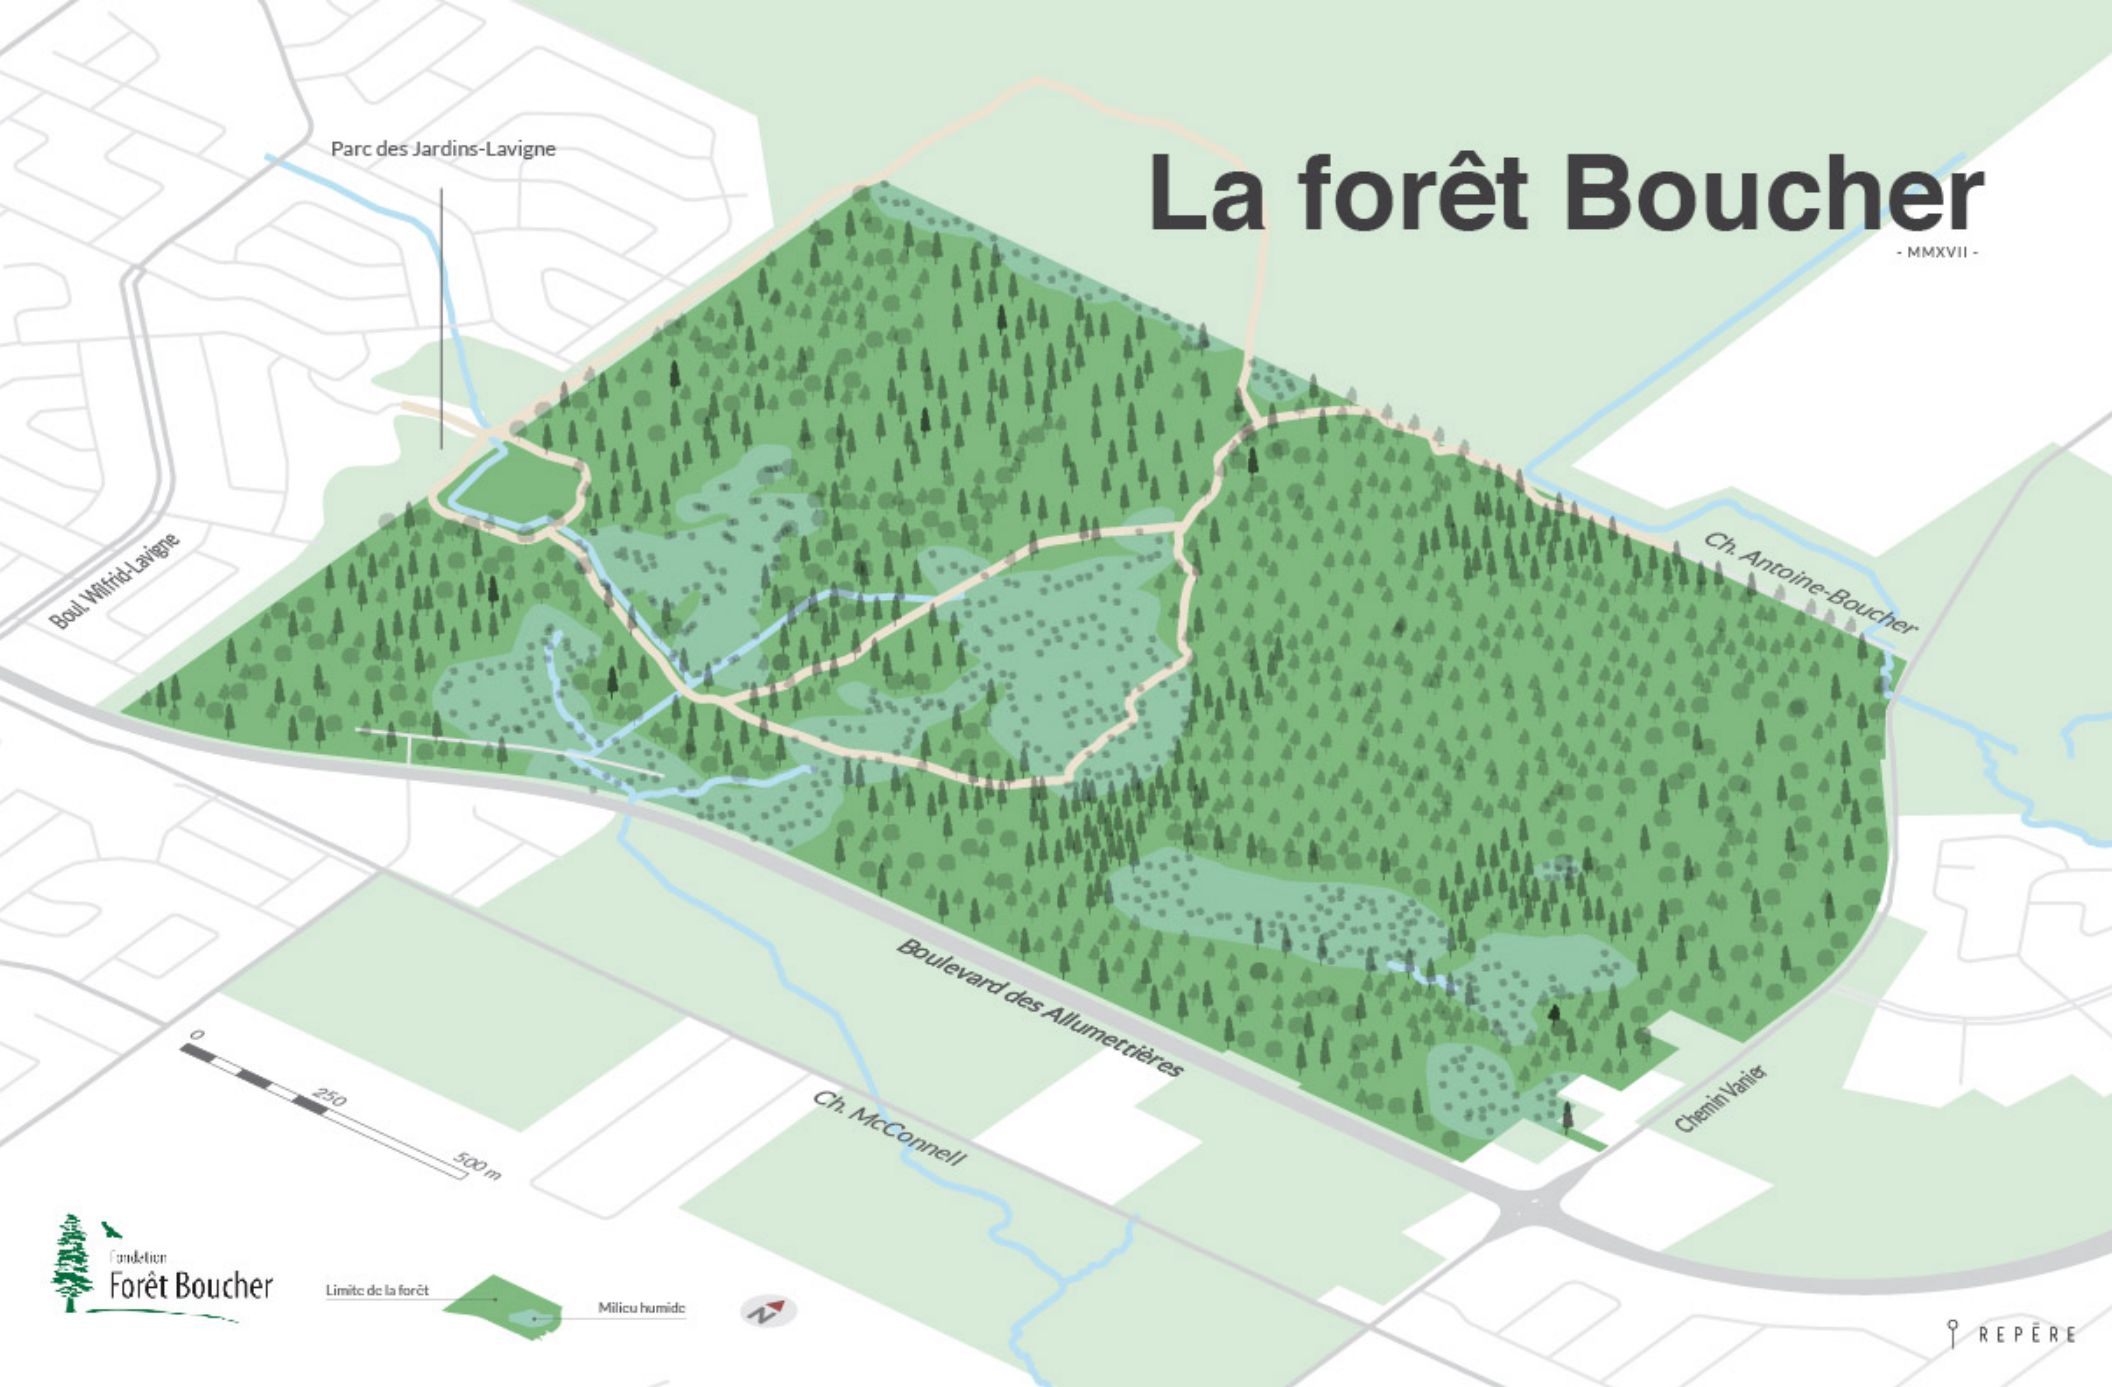 Parc des Jardins-Lavigne
La forêt Boucher
- MMXVII -
Boul. Wilfrid-Lavigne
Ch. Antoine-Boucher
Boulevard des Allumettières
Ch. McConnell
Chemin Vanier
0
250
500 m
Fondation
Forêt Boucher
Limite de la forêt
Milieu humide
N
REPĒRE